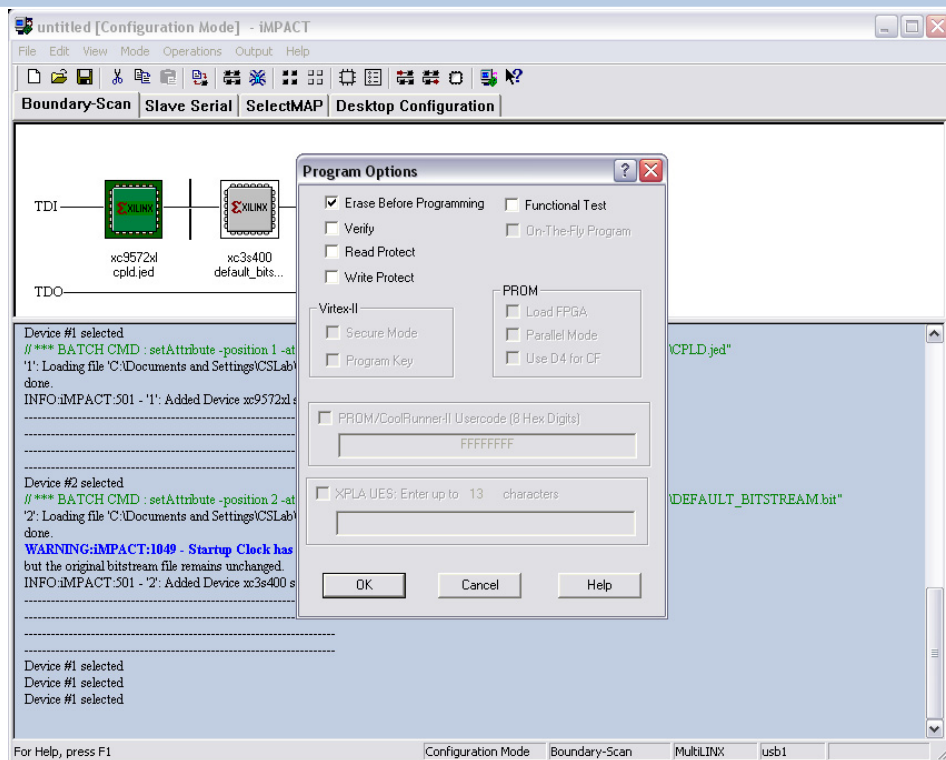 untitled [Configuration Mode] - iMPACT
File Edit View Mode Operations Output Help
Boundary-Scan Slave Serial SelectMAP Desktop Configuration
TDI
XILINX XILINX
xc9572xl xc3s400
cpld.jed default_bits...
TDO
Program Options
Erase Before Programming Functional Test
Verify On-The-Fly Program
Read Protect
Write Protect
Virtex-II
Secure Mode
Program Key
PROM
Load FPGA
Parallel Mode
Use D4 for CF
PROM/CoolRunner-II Usercode (8 Hex Digits)
FFFFFFFF
XPLA UES: Enter up to 13 characters
OK Cancel Help
Device #1 selected
// *** BATCH CMD : setAttribute -position 1 -at \CPLD.jed"
'1': Loading file 'C:\Documents and Settings\CSLab\
done.
INFO:iMPACT:501 - '1': Added Device xc9572xl s
----------------------------------------------------------------------
----------------------------------------------------------------------
----------------------------------------------------------------------
----------------------------------------------------------------------
Device #2 selected
// *** BATCH CMD : setAttribute -position 2 -at \DEFAULT_BITSTREAM.bit"
'2': Loading file 'C:\Documents and Settings\CSLab\
done.
WARNING:iMPACT:1049 - Startup Clock has
but the original bitstream file remains unchanged.
INFO:iMPACT:501 - '2': Added Device xc3s400 s
----------------------------------------------------------------------
----------------------------------------------------------------------
----------------------------------------------------------------------
----------------------------------------------------------------------
Device #1 selected
Device #1 selected
Device #1 selected
For Help, press F1 Configuration Mode Boundary-Scan MultiLINX usb1